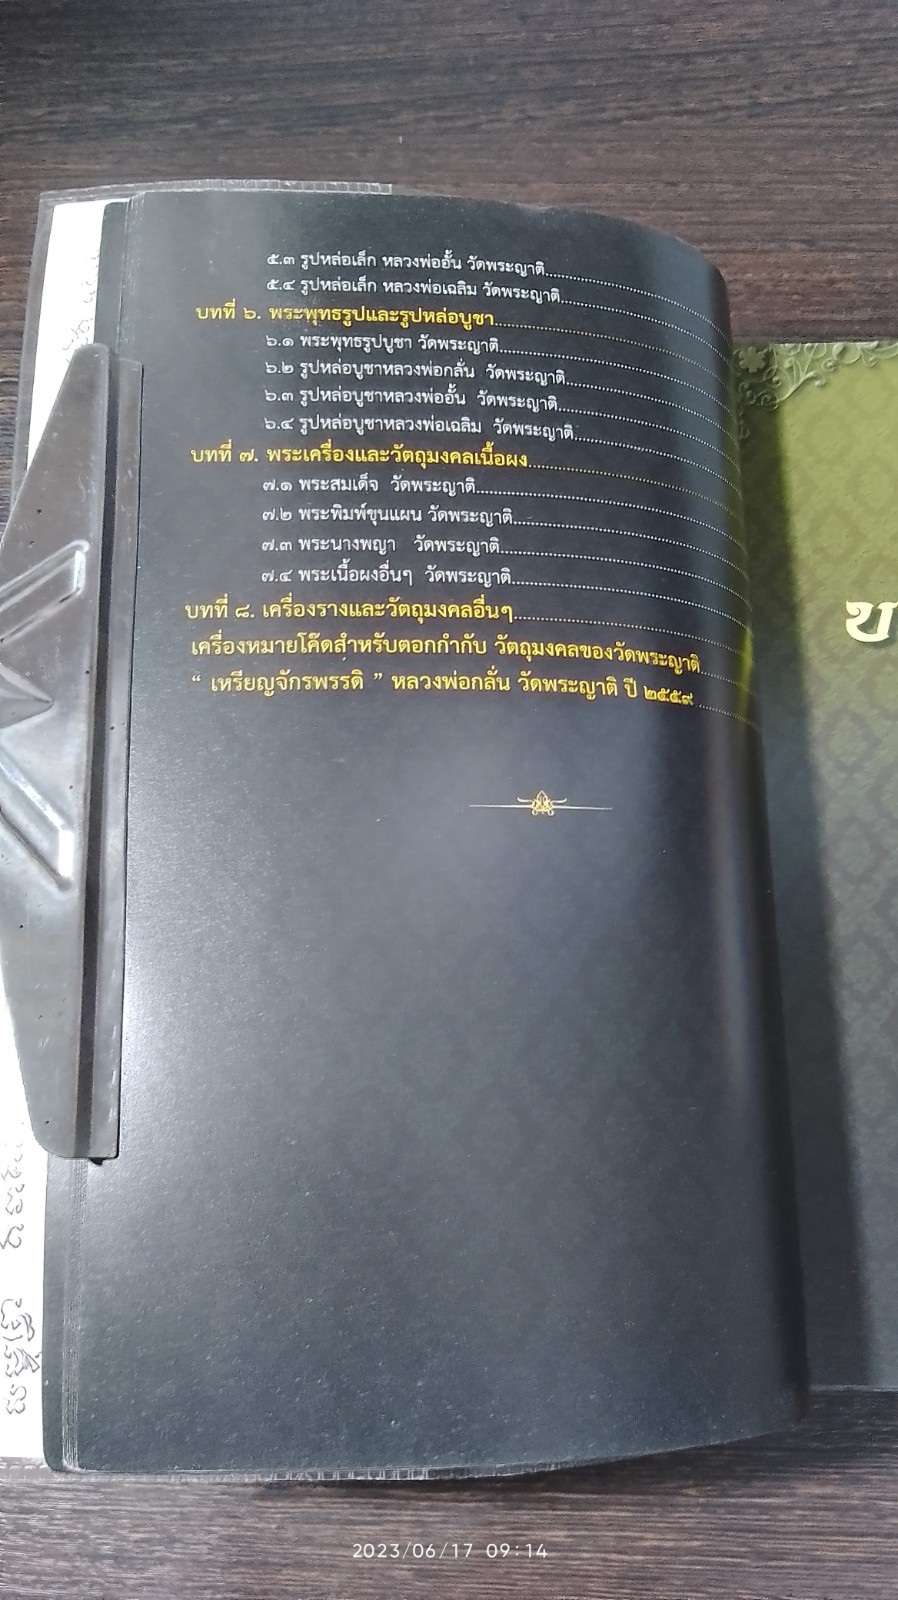 ๕.๓ รูปหล่อเล็ก หลวงพ่ออั้น วัดพระญาติ
๕.๔ รูปหล่อเล็ก หลวงพ่อเฉลิม วัดพระญาติ
บทที่ ๖. พระพุทธรูปและรูปหล่อบูชา
๖.๑ พระพุทธรูปบูชา วัดพระญาติ
๖.๒ รูปหล่อบูชาหลวงพ่อกลั่น วัดพระญาติ
๖.๓ รูปหล่อบูชาหลวงพ่ออั้น วัดพระญาติ
๖.๔ รูปหล่อบูชาหลวงพ่อเฉลิม วัดพระญาติ
บทที่ ๗. พระเครื่องและวัตถุมงคลเนื้อผง
๗.๑ พระสมเด็จ วัดพระญาติ
๗.๒ พระพิมพ์ขุนแผน วัดพระญาติ
๗.๓ พระนางพญา วัดพระญาติ
๗.๔ พระเนื้อผงอื่นๆ วัดพระญาติ
บทที่ ๘. เครื่องรางและวัตถุมงคลอื่นๆ
เครื่องหมายโค๊ดสำหรับตอกกำกับ วัตถุมงคลของวัดพระญาติ
“ เหรียญจักรพรรดิ ” หลวงพ่อกลั่น วัดพระญาติ ปี ๒๕๕๙
2023/06/17 09:14